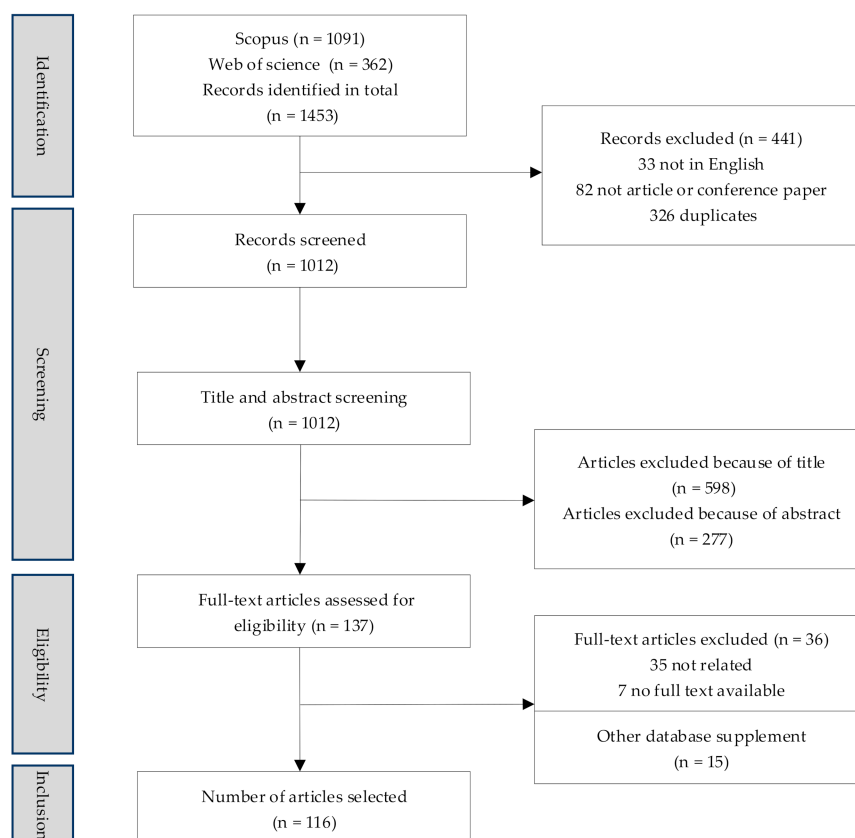 Identification
Scopus (n = 1091)
Web of science (n = 362)
Records identified in total
(n = 1453)
Records excluded (n = 441)
33 not in English
82 not article or conference paper
326 duplicates
Screening
Records screened
(n = 1012)
Title and abstract screening
(n = 1012)
Articles excluded because of title
(n = 598)
Articles excluded because of abstract
(n = 277)
Eligibility
Full-text articles assessed for
eligibility (n = 137)
Full-text articles excluded (n = 36)
35 not related
7 no full text available
Other database supplement
(n = 15)
Inclusion
Number of articles selected
(n = 116)